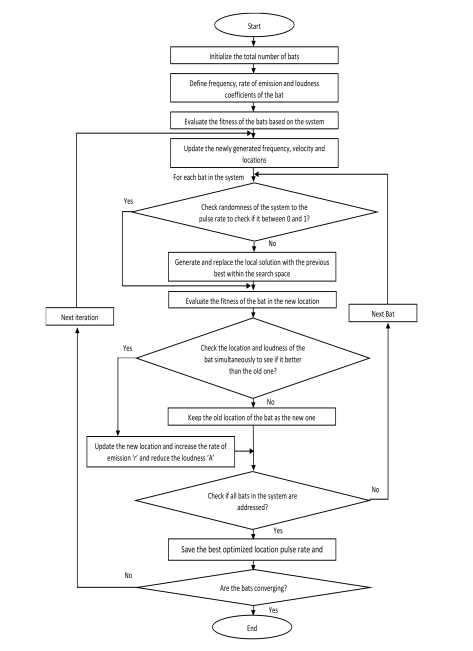 Start
Initialize the total number of bats
Define frequency, rate of emission and loudness
coefficients of the bat
Evaluate the fitness of the bats based on the system
Update the newly generated frequency, velocity and
locations
For each bat in the system
Yes
Check randomness of the system to the
pulse rate to check if it between 0 and 1?
No
Generate and replace the local solution with the previous
best within the search space
Evaluate the fitness of the bat in the new location
Next iteration
Next Bat
Yes
Check the location and loudness of the
bat simultaneously to see if it better
than the old one?
No
Keep the old location of the bat as the new one
Update the new location and increase the rate of
emission 'r' and reduce the loudness 'A'
Check if all bats in the system are
addressed?
No
Yes
Save the best optimized location pulse rate and
No
Are the bats converging?
Yes
End